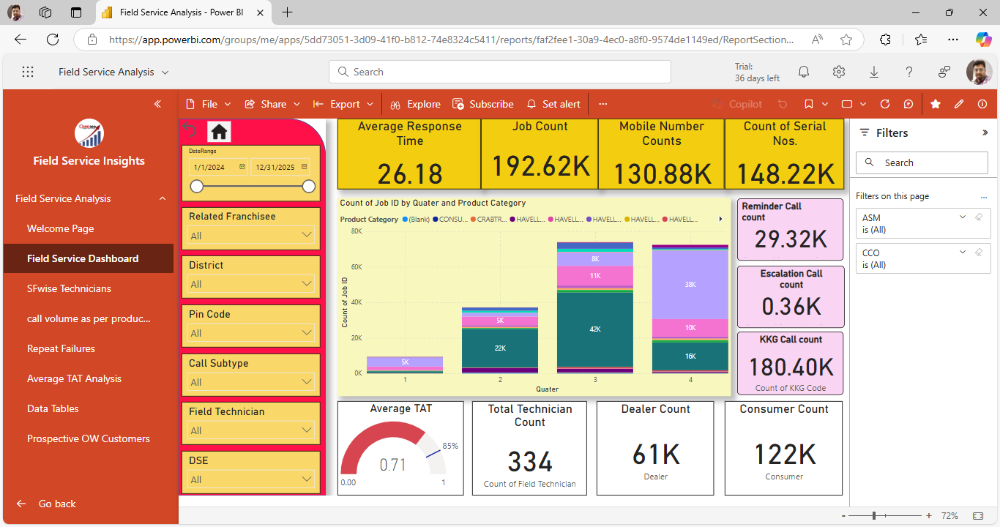 Field Service Analysis - Power BI
https://app.powerbi.com/groups/me/apps/5dd73051-3d09-41f0-b812-74e8324c5411/reports/faf2fee1-30a9-4ec0-a8f0-9574de1149ed/ReportSection...
Field Service Analysis
Search
Trial:
36 days left
File
Share
Export
Explore
Subscribe
Set alert
...
Copilot
Field Service Insights
Field Service Analysis
Welcome Page
Field Service Dashboard
SFwise Technicians
call volume as per produc...
Repeat Failures
Average TAT Analysis
Data Tables
Prospective OW Customers
Go back
DateRange
1/1/2024
12/31/2025
Related Franchisee
All
District
All
Pin Code
All
Call Subtype
All
Field Technician
All
DSE
All
Average Response
Time
26.18
Job Count
192.62K
Mobile Number
Counts
130.88K
Count of Serial
Nos.
148.22K
Count of Job ID by Quater and Product Category
Product Category (Blank) CONSU... CRABTR... HAVELL... HAVELL... HAVELL... HAVELL... HAVELL...
Count of Job ID
80K
60K
40K
20K
0K
5K
5K
22K
8K
11K
42K
38K
10K
16K
1 2 3 4
Quater
Reminder Call
count
29.32K
Escalation Call
count
0.36K
KKG Call count
180.40K
Count of KKG Code
Average TAT
85%
0.71
0.00
1
Total Technician
Count
334
Count of Field Technician
Dealer Count
61K
Dealer
Consumer Count
122K
Consumer
Filters
Search
Filters on this page
...
ASM
is (All)
CCO
is (All)
- + 72%